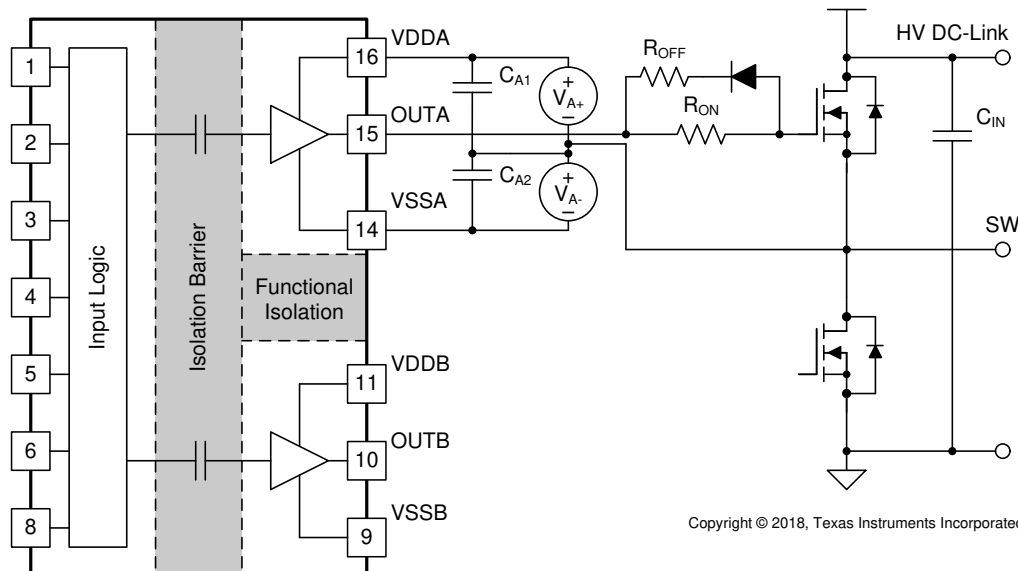 1
2
3
4
5
6
8
Input Logic
Isolation Barrier
Functional
Isolation
16
VDDA
15
OUTA
14
VSSA
11
VDDB
10
OUTB
9
VSSB
CA1
CA2
+
VA+
−
+
VA-
−
ROFF
RON
HV DC-Link
CIN
SW
Copyright © 2018, Texas Instruments Incorporated